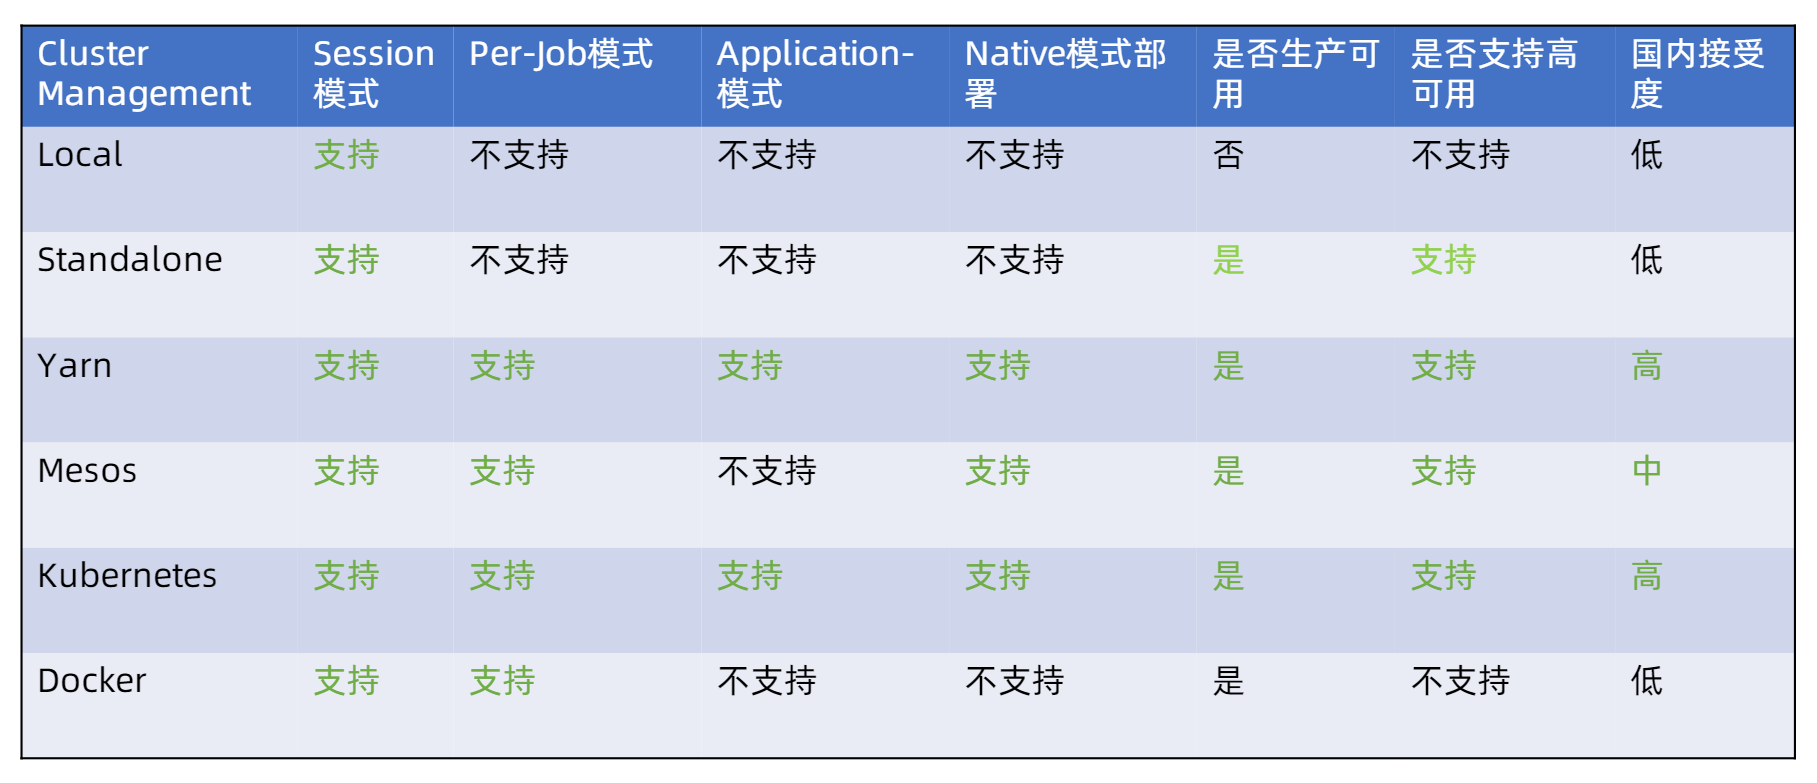 Cluster Management Session模式 Per-Job模式 Application-模式 Native模式部署 是否生产可用 是否支持高可用 国内接受度
Local 支持 不支持 不支持 不支持 否 不支持 低
Standalone 支持 不支持 不支持 不支持 是 支持 低
Yarn 支持 支持 支持 支持 是 支持 高
Mesos 支持 支持 不支持 支持 是 支持 中
Kubernetes 支持 支持 支持 支持 是 支持 高
Docker 支持 支持 不支持 不支持 是 不支持 低